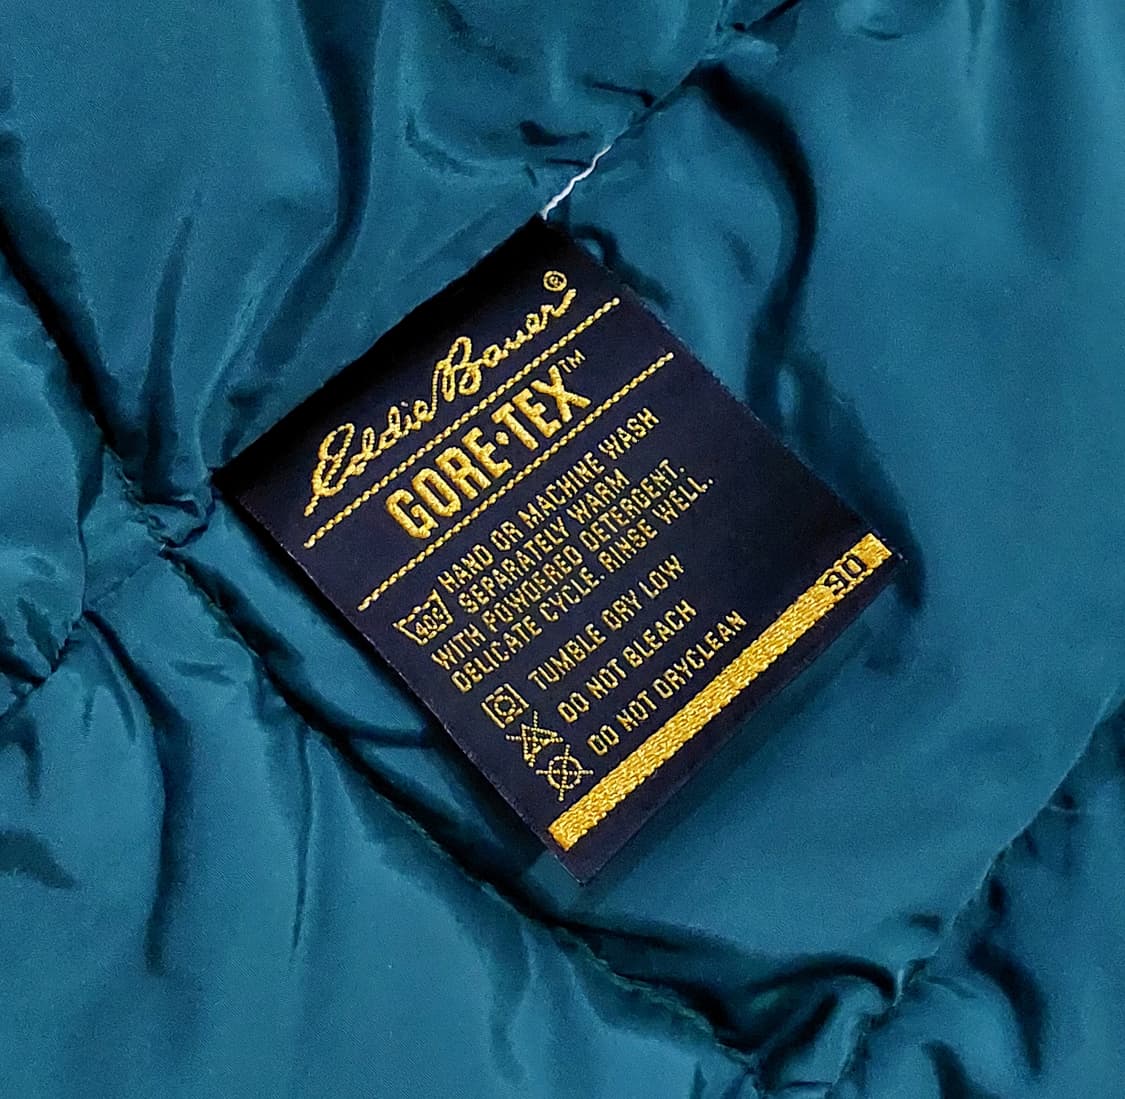 Eddie Bauer®
GORE·TEX™
HAND OR MACHINE WASH
SEPARATELY WARM
WITH POWDERED DETERGENT.
DELICATE CYCLE. RINSE WELL.
TUMBLE DRY LOW
DO NOT BLEACH
DO NOT DRYCLEAN